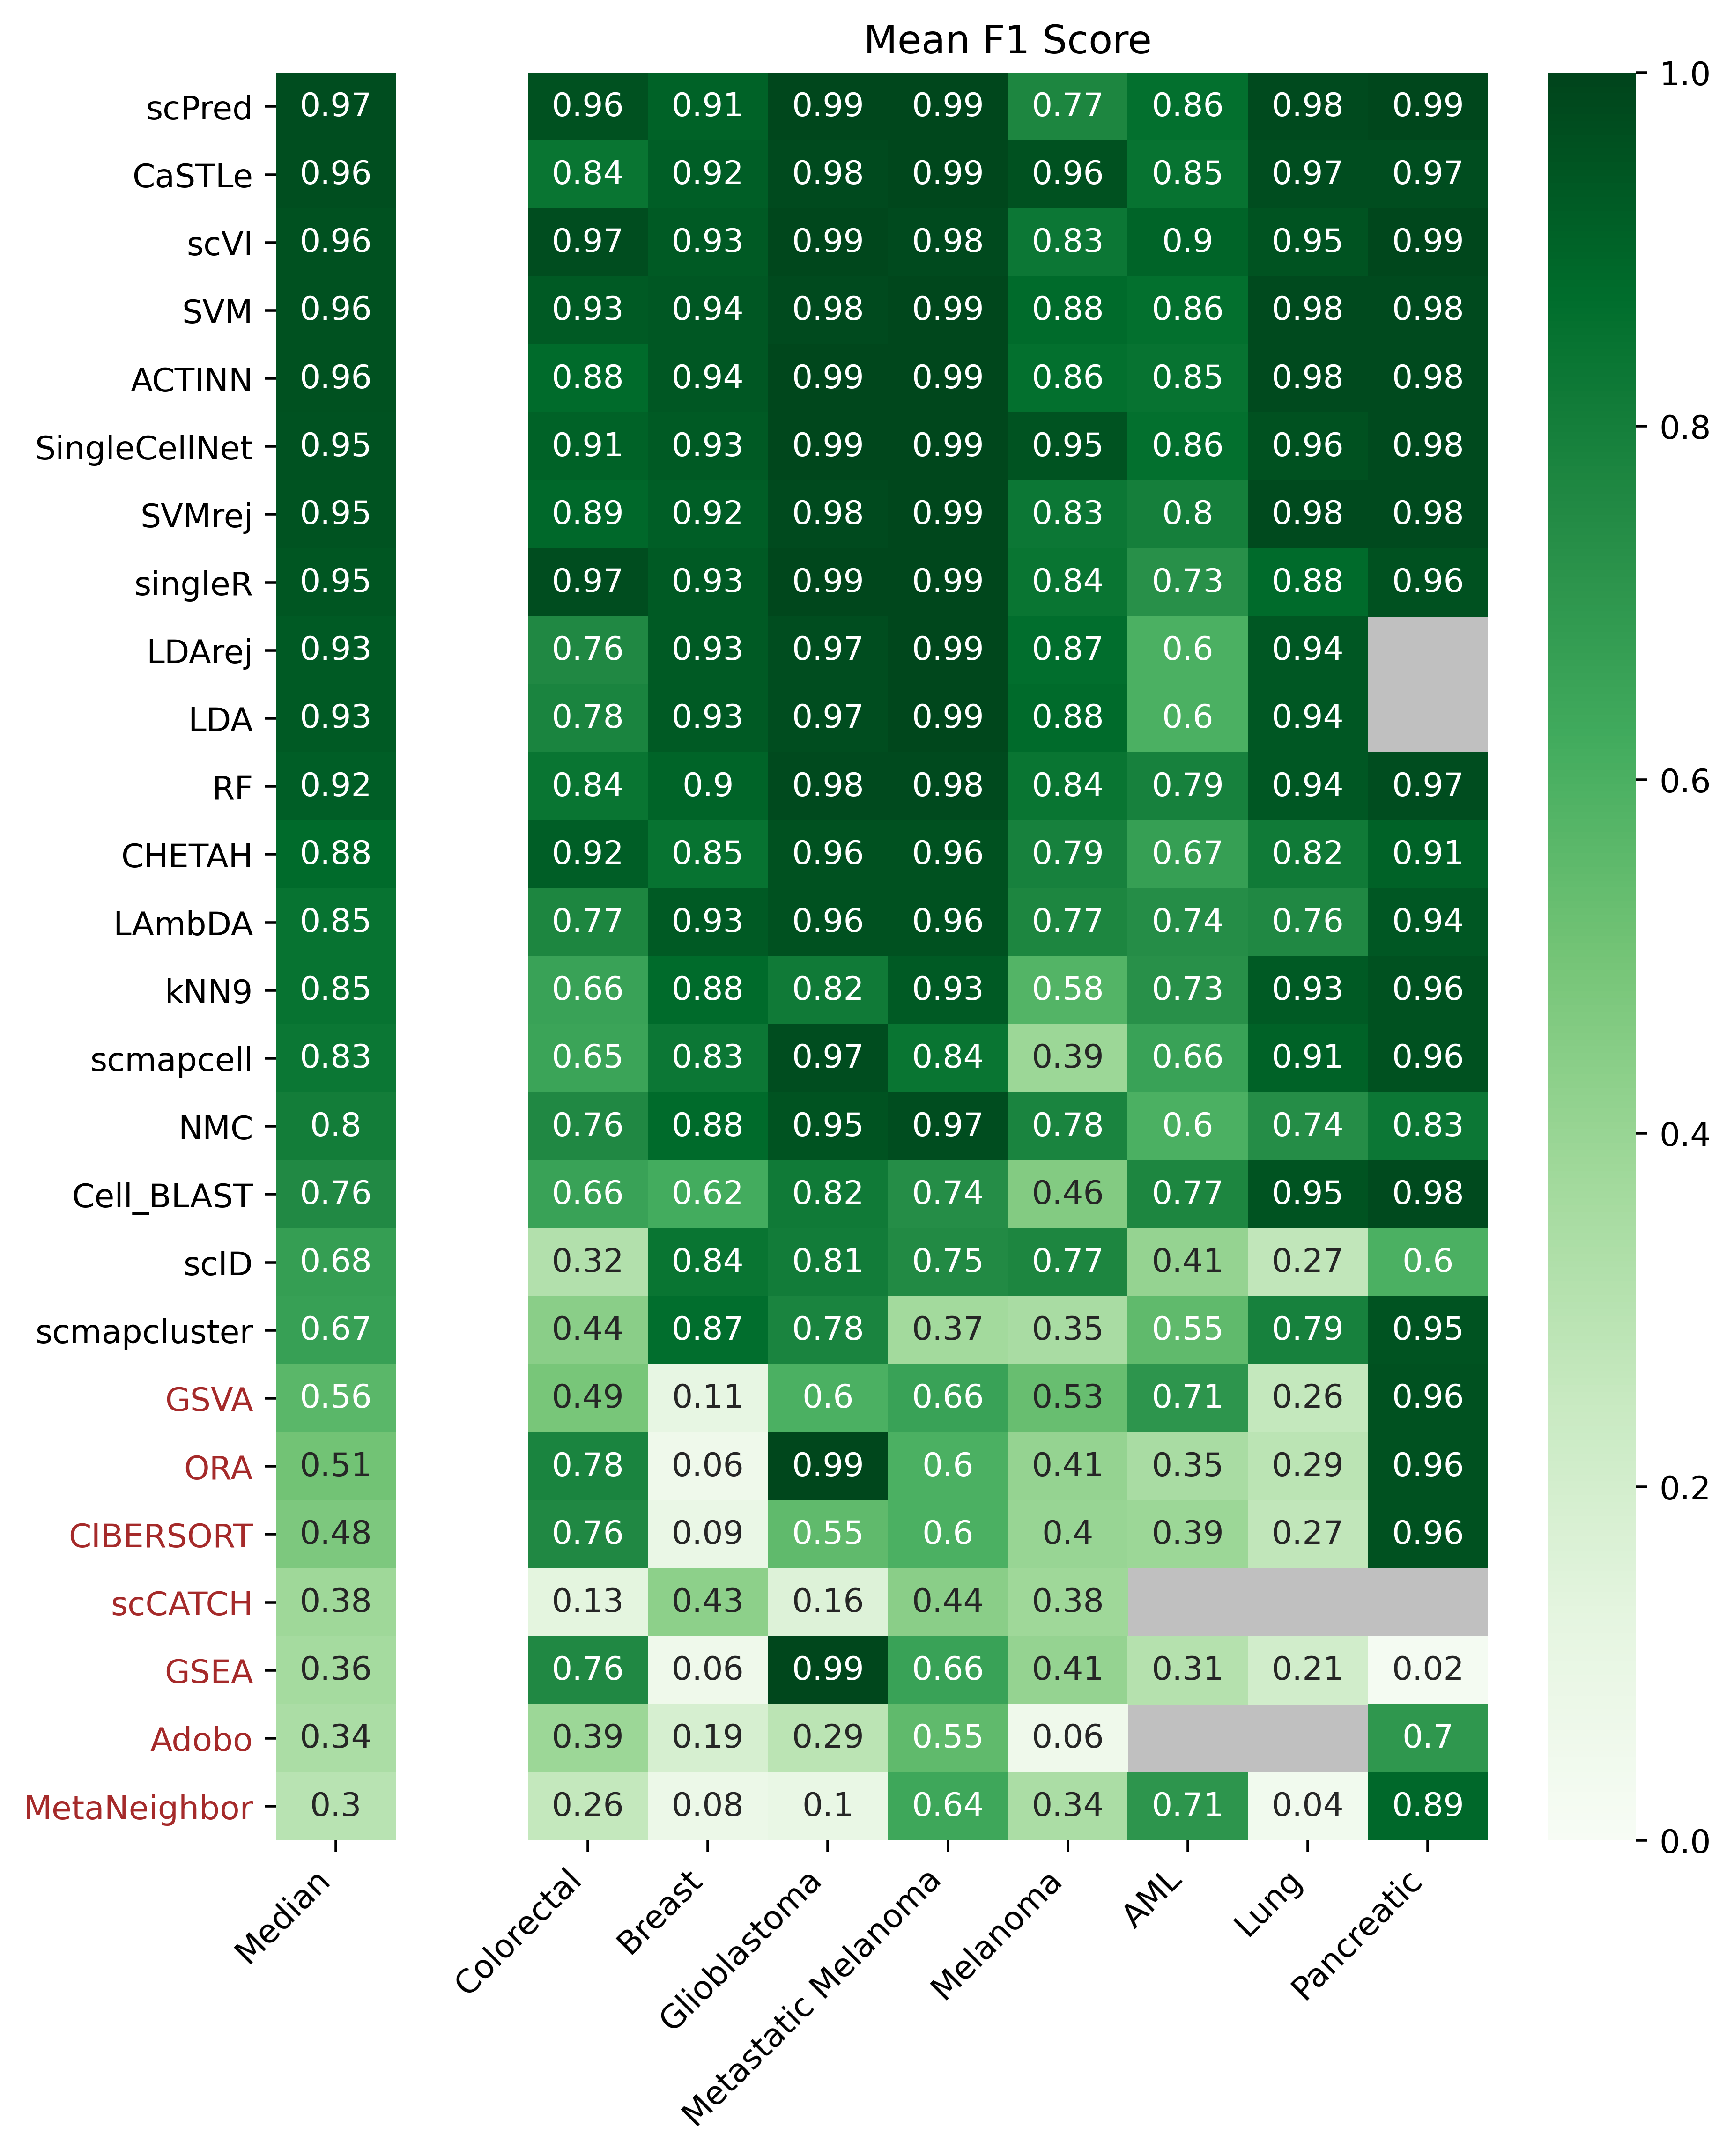 Mean F1 Score
scPred 0.97 0.96 0.91 0.99 0.99 0.77 0.86 0.98 0.99
CaSTLe 0.96 0.84 0.92 0.98 0.99 0.96 0.85 0.97 0.97
scVI 0.96 0.97 0.93 0.99 0.98 0.83 0.9 0.95 0.99
SVM 0.96 0.93 0.94 0.98 0.99 0.88 0.86 0.98 0.98
ACTINN 0.96 0.88 0.94 0.99 0.99 0.86 0.85 0.98 0.98
SingleCellNet 0.95 0.91 0.93 0.99 0.99 0.95 0.86 0.96 0.98
SVMrej 0.95 0.89 0.92 0.98 0.99 0.83 0.8 0.98 0.98
singleR 0.95 0.97 0.93 0.99 0.99 0.84 0.73 0.88 0.96
LDArej 0.93 0.76 0.93 0.97 0.99 0.87 0.6 0.94
LDA 0.93 0.78 0.93 0.97 0.99 0.88 0.6 0.94
RF 0.92 0.84 0.9 0.98 0.98 0.84 0.79 0.94 0.97
CHETAH 0.88 0.92 0.85 0.96 0.96 0.79 0.67 0.82 0.91
LAmbDA 0.85 0.77 0.93 0.96 0.96 0.77 0.74 0.76 0.94
kNN9 0.85 0.66 0.88 0.82 0.93 0.58 0.73 0.93 0.96
scmapcell 0.83 0.65 0.83 0.97 0.84 0.39 0.66 0.91 0.96
NMC 0.8 0.76 0.88 0.95 0.97 0.78 0.6 0.74 0.83
Cell_BLAST 0.76 0.66 0.62 0.82 0.74 0.46 0.77 0.95 0.98
scID 0.68 0.32 0.84 0.81 0.75 0.77 0.41 0.27 0.6
scmapcluster 0.67 0.44 0.87 0.78 0.37 0.35 0.55 0.79 0.95
GSVA 0.56 0.49 0.11 0.6 0.66 0.53 0.71 0.26 0.96
ORA 0.51 0.78 0.06 0.99 0.6 0.41 0.35 0.29 0.96
CIBERSORT 0.48 0.76 0.09 0.55 0.6 0.4 0.39 0.27 0.96
scCATCH 0.38 0.13 0.43 0.16 0.44 0.38
GSEA 0.36 0.76 0.06 0.99 0.66 0.41 0.31 0.21 0.02
Adobo 0.34 0.39 0.19 0.29 0.55 0.06 0.7
MetaNeighbor 0.3 0.26 0.08 0.1 0.64 0.34 0.71 0.04 0.89
Median Colorectal Breast Glioblastoma Metastatic Melanoma Melanoma AML Lung Pancreatic
1.0
0.8
0.6
0.4
0.2
0.0